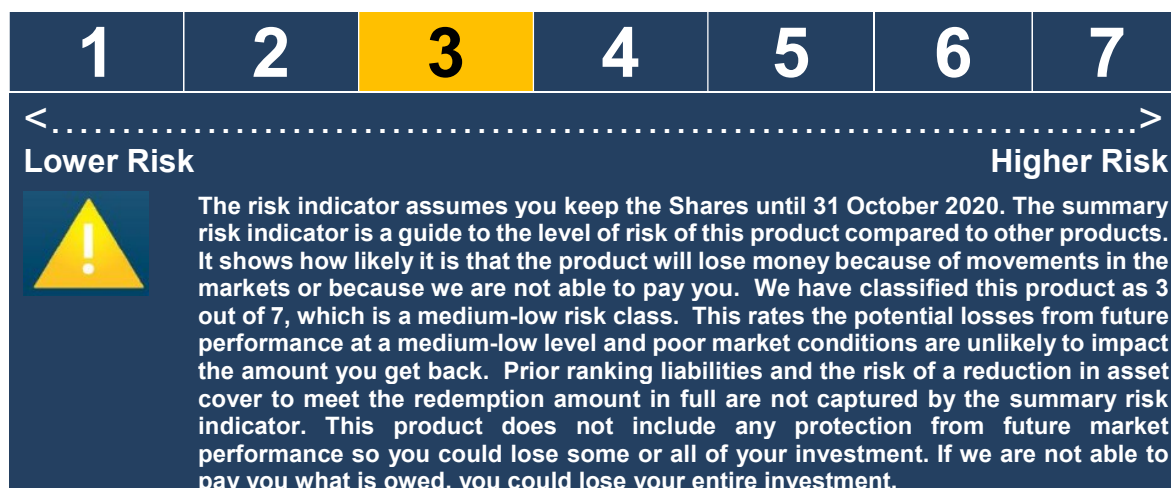 1 2 3 4 5 6 7
<...........................................................................>
Lower Risk Higher Risk
!
The risk indicator assumes you keep the Shares until 31 October 2020. The summary
risk indicator is a guide to the level of risk of this product compared to other products.
It shows how likely it is that the product will lose money because of movements in the
markets or because we are not able to pay you. We have classified this product as 3
out of 7, which is a medium-low risk class. This rates the potential losses from future
performance at a medium-low level and poor market conditions are unlikely to impact
the amount you get back. Prior ranking liabilities and the risk of a reduction in asset
cover to meet the redemption amount in full are not captured by the summary risk
indicator. This product does not include any protection from future market
performance so you could lose some or all of your investment. If we are not able to
pay you what is owed, you could lose your entire investment.